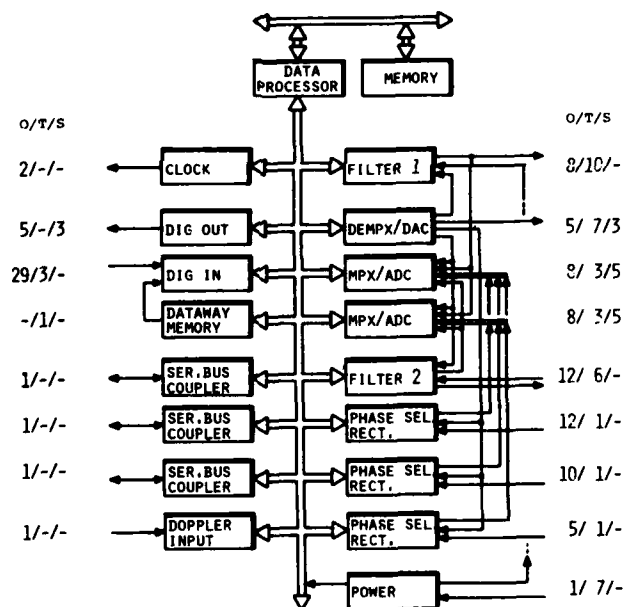 DATA
PROCESSOR
MEMORY
O/T/S
O/T/S
2/-/-
CLOCK
FILTER 1
8/10/-
5/-/3
DIG OUT
DEMPX/DAC
5/ 7/3
29/3/-
DIG IN
MPX/ADC
8/ 3/5
-/1/-
DATAWAY
MEMORY
MPX/ADC
8/ 3/5
1/-/-
SER.BUS
COUPLER
FILTER 2
12/ 6/-
1/-/-
SER.BUS
COUPLER
PHASE SEL.
RECT.
12/ 1/-
1/-/-
SER.BUS
COUPLER
PHASE SEL.
RECT.
10/ 1/-
1/-/-
DOPPLER
INPUT
PHASE SEL.
RECT.
5/ 1/-
POWER
1/ 7/-